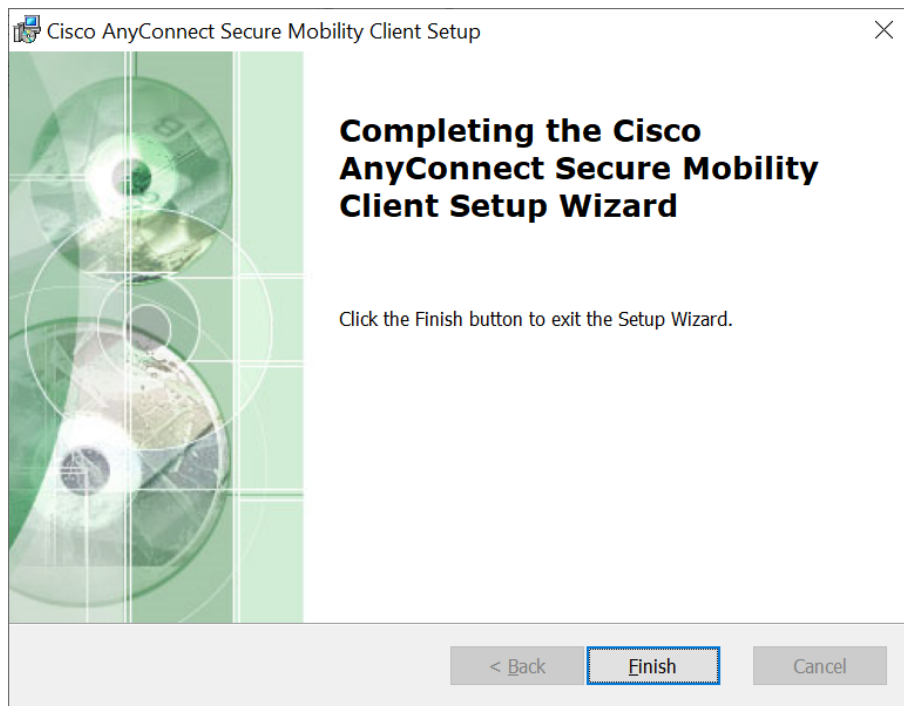 Cisco AnyConnect Secure Mobility Client Setup
Completing the Cisco
AnyConnect Secure Mobility
Client Setup Wizard
Click the Finish button to exit the Setup Wizard.
< Back
Finish
Cancel